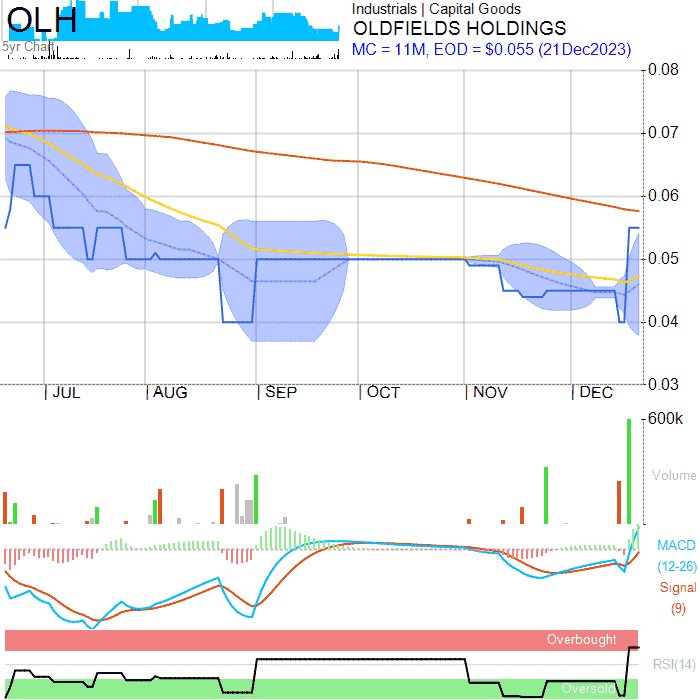 OLH
5yr Chart
Industrials | Capital Goods
OLDFIELDS HOLDINGS
MC = 11M, EOD = $0.055 (21Dec2023)
0.08
0.07
0.06
0.05
0.04
0.03
JUL AUG SEP OCT NOV DEC
600k
Volume
MACD
(12-26)
Signal
(9)
Overbought
RSI(14)
Oversold